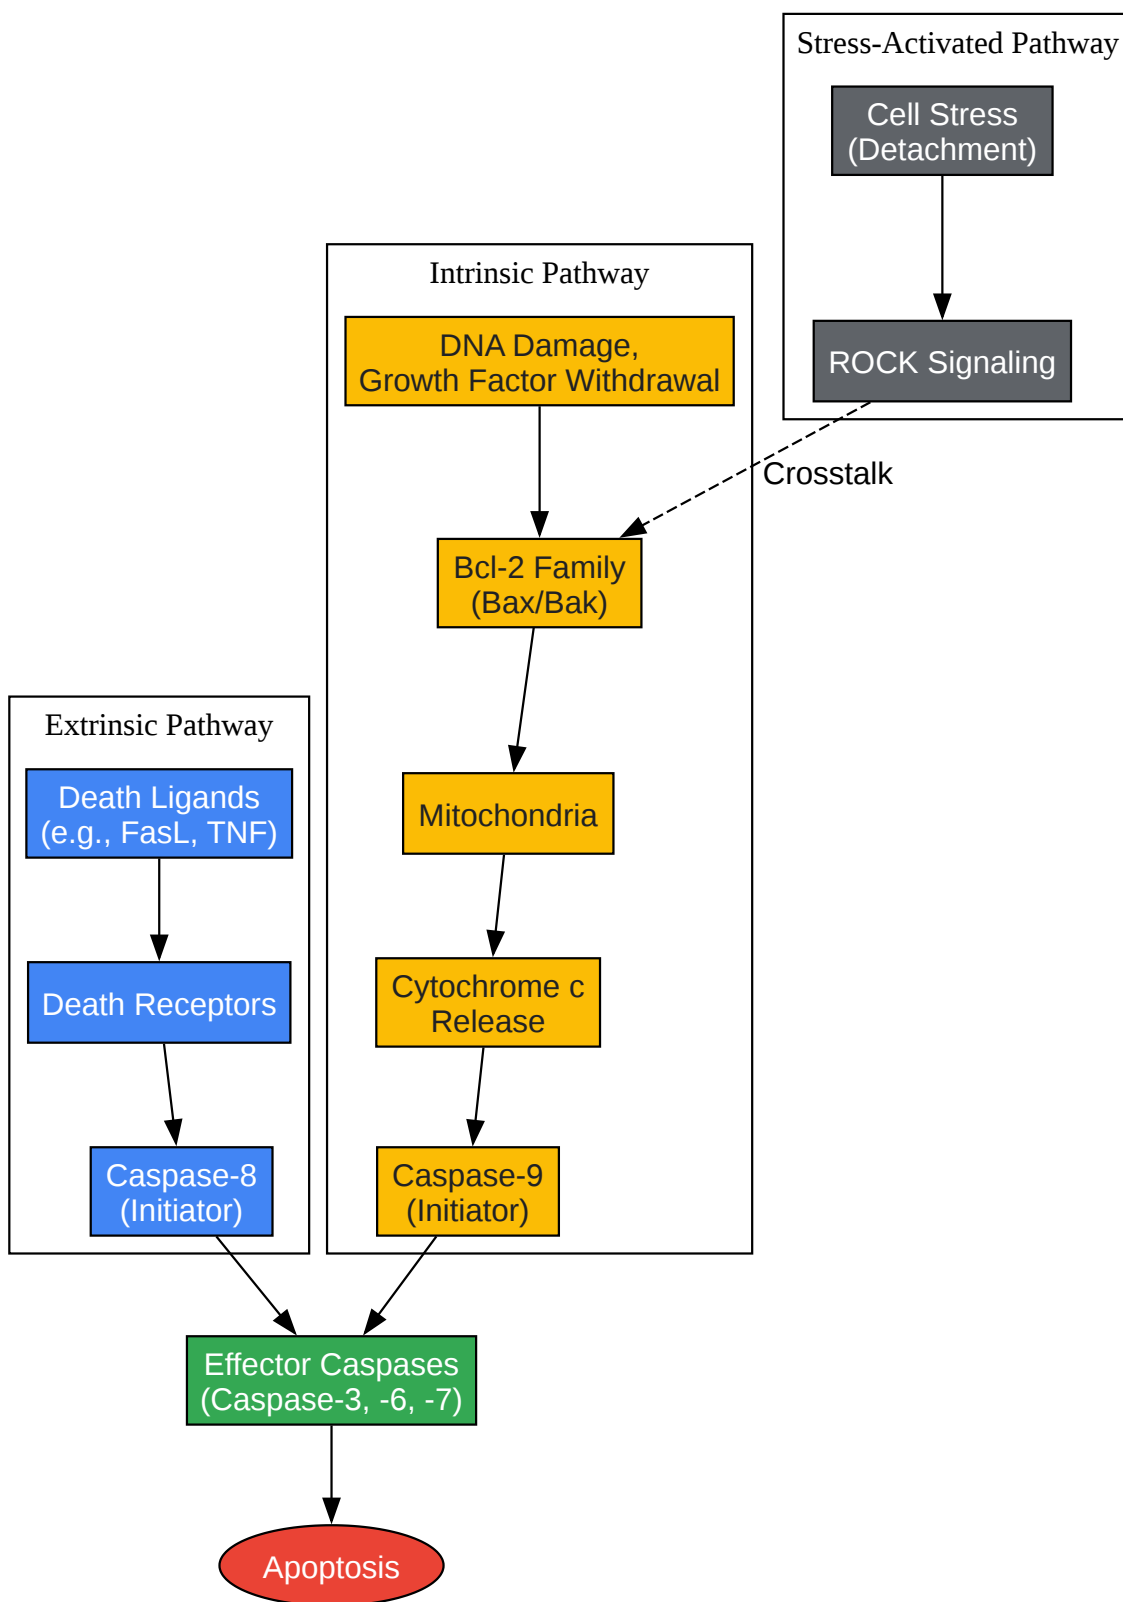 Stress-Activated Pathway
Cell Stress
(Detachment)
ROCK Signaling
Crosstalk
Intrinsic Pathway
DNA Damage,
Growth Factor Withdrawal
Bcl-2 Family
(Bax/Bak)
Mitochondria
Cytochrome c
Release
Caspase-9
(Initiator)
Extrinsic Pathway
Death Ligands
(e.g., FasL, TNF)
Death Receptors
Caspase-8
(Initiator)
Effector Caspases
(Caspase-3, -6, -7)
Apoptosis